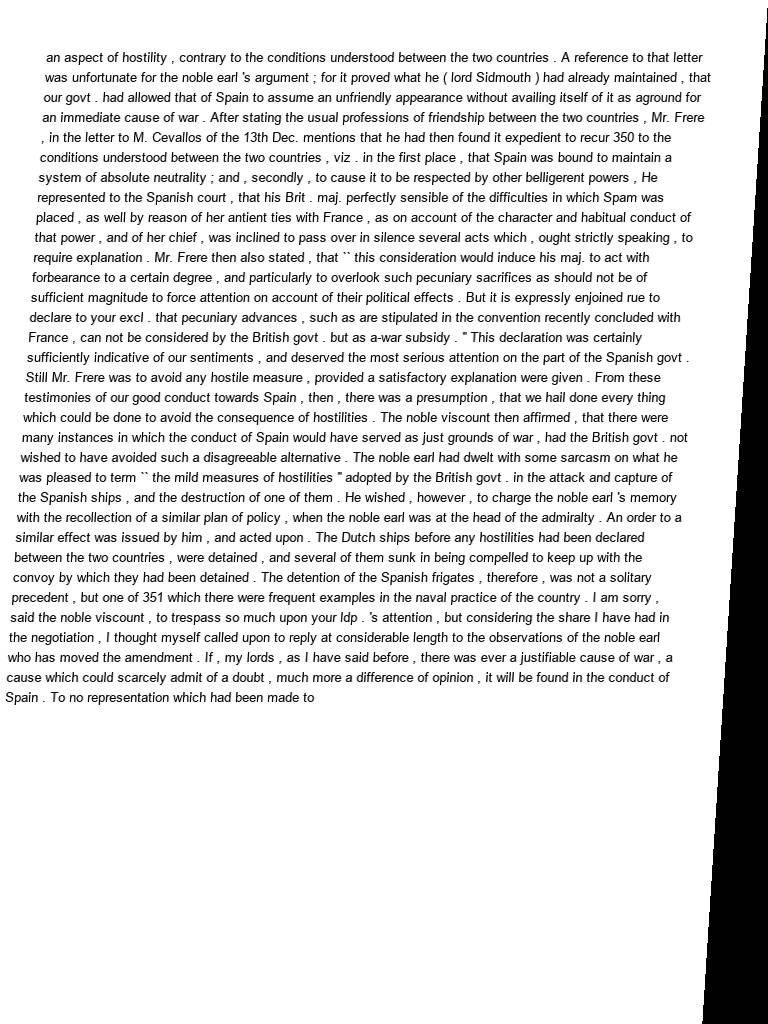 an aspect of hostility , contrary to the conditions understood between the two countries . A reference to that letter
was unfortunate for the noble earl 's argument ; for it proved what he ( lord Sidmouth ) had already maintained , that
our govt . had allowed that of Spain to assume an unfriendly appearance without availing itself of it as aground for
an immediate cause of war . After stating the usual professions of friendship between the two countries , Mr. Frere
, in the letter to M. Cevallos of the 13th Dec. mentions that he had then found it expedient to recur 350 to the
conditions understood between the two countries , viz . in the first place , that Spain was bound to maintain a
system of absolute neutrality ; and , secondly , to cause it to be respected by other belligerent powers , He
represented to the Spanish court , that his Brit . maj. perfectly sensible of the difficulties in which Spam was
placed , as well by reason of her antient ties with France , as on account of the character and habitual conduct of
that power , and of her chief , was inclined to pass over in silence several acts which , ought strictly speaking , to
require explanation . Mr. Frere then also stated , that `` this consideration would induce his maj. to act with
forbearance to a certain degree , and particularly to overlook such pecuniary sacrifices as should not be of
sufficient magnitude to force attention on account of their political effects . But it is expressly enjoined rue to
declare to your excl . that pecuniary advances , such as are stipulated in the convention recently concluded with
France , can not be considered by the British govt . but as a-war subsidy . '' This declaration was certainly
sufficiently indicative of our sentiments , and deserved the most serious attention on the part of the Spanish govt .
Still Mr. Frere was to avoid any hostile measure , provided a satisfactory explanation were given . From these
testimonies of our good conduct towards Spain , then , there was a presumption , that we hail done every thing
which could be done to avoid the consequence of hostilities . The noble viscount then affirmed , that there were
many instances in which the conduct of Spain would have served as just grounds of war , had the British govt . not
wished to have avoided such a disagreeable alternative . The noble earl had dwelt with some sarcasm on what he
was pleased to term `` the mild measures of hostilities '' adopted by the British govt . in the attack and capture of
the Spanish ships , and the destruction of one of them . He wished , however , to charge the noble earl 's memory
with the recollection of a similar plan of policy , when the noble earl was at the head of the admiralty . An order to a
similar effect was issued by him , and acted upon . The Dutch ships before any hostilities had been declared
between the two countries , were detained , and several of them sunk in being compelled to keep up with the
convoy by which they had been detained . The detention of the Spanish frigates , therefore , was not a solitary
precedent , but one of 351 which there were frequent examples in the naval practice of the country . I am sorry ,
said the noble viscount , to trespass so much upon your ldp . 's attention , but considering the share I have had in
the negotiation , I thought myself called upon to reply at considerable length to the observations of the noble earl
who has moved the amendment . If , my lords , as I have said before , there was ever a justifiable cause of war , a
cause which could scarcely admit of a doubt , much more a difference of opinion , it will be found in the conduct of
Spain . To no representation which had been made to